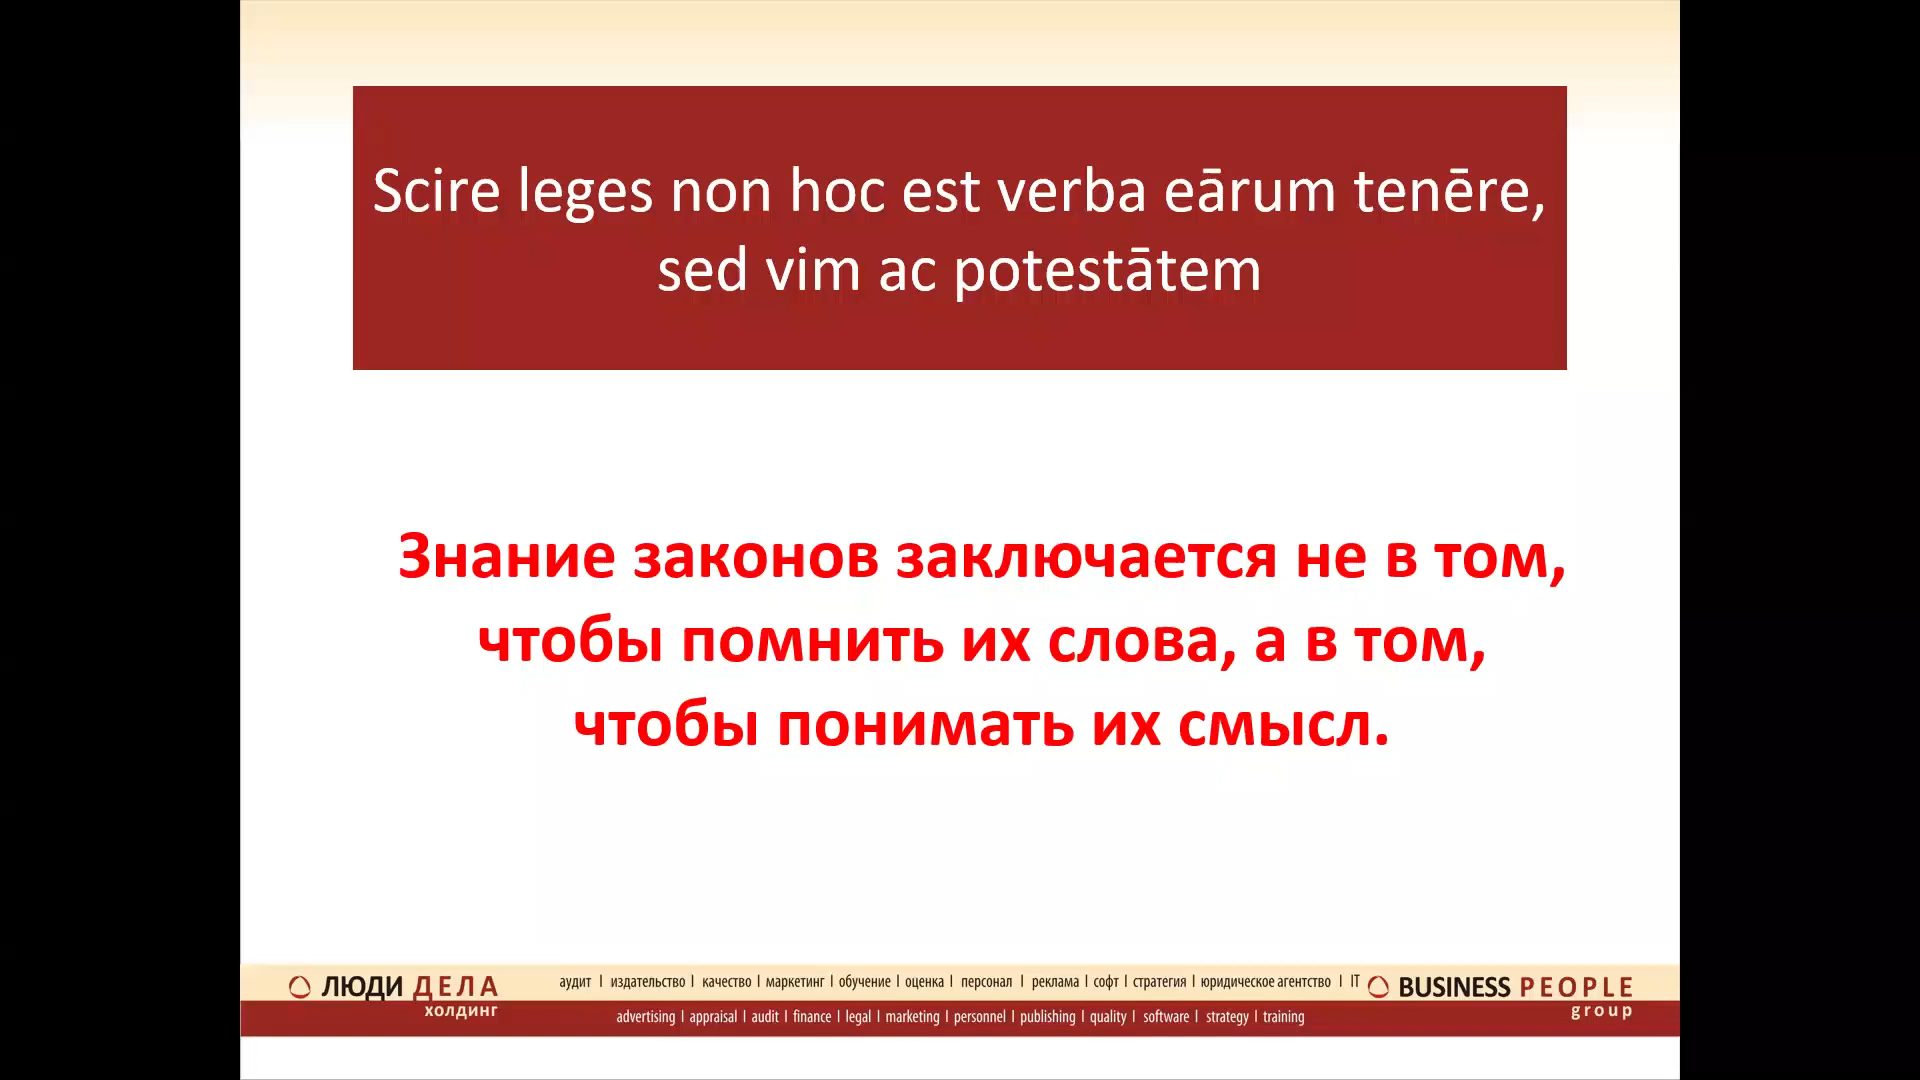 Scire leges non hoc est verba eārum tenēre,
sed vim ac potestātem
Знание законов заключается не в том,
чтобы помнить их слова, а в том,
чтобы понимать их смысл.
ЛЮДИ ДЕЛА
холдинг
аудит | издательство | качество | маркетинг | обучение | оценка | персонал | реклама | софт | стратегия | юридическое агентство | IT
advertising | appraisal | audit | finance | legal | marketing | personnel | publishing | quality | software | strategy | training
BUSINESS PEOPLE
group